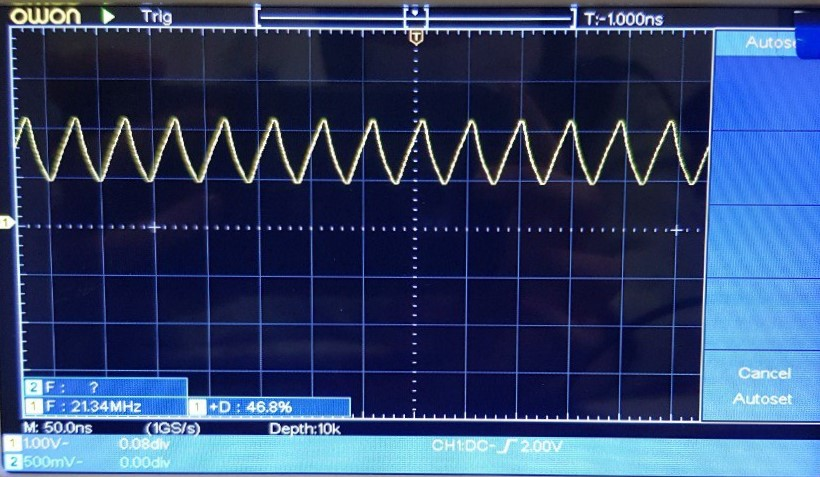 owon Trig T:-1.000ns
T
Autose
1
Cancel
Autoset
2 F : ?
1 F : 21.34MHz 1 +D : 46.8%
M: 50.0ns (1GS/s) Depth:10k
1 1.00V~ 0.08div CH1:DC- 2.00V
2 500mV~ 0.00div